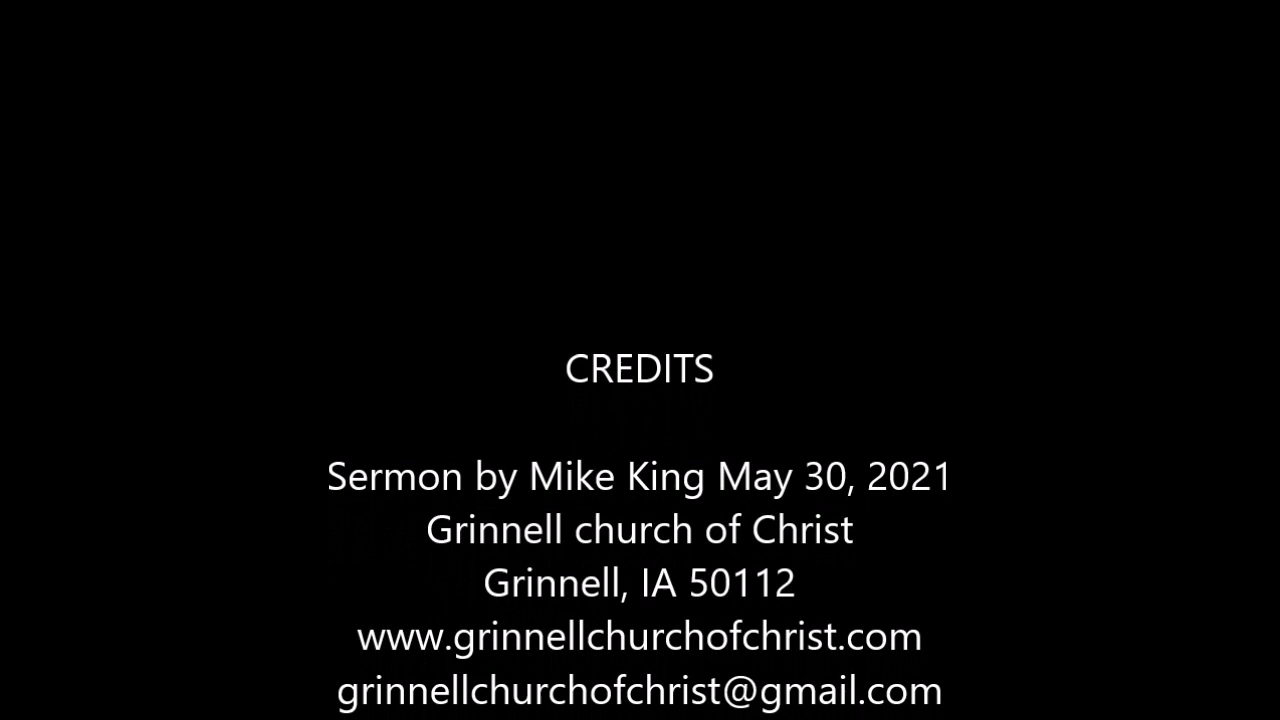 CREDITS
Sermon by Mike King May 30, 2021
Grinnell church of Christ
Grinnell, IA 50112
www.grinnellchurchofchrist.com
grinnellchurchofchrist@gmail.com